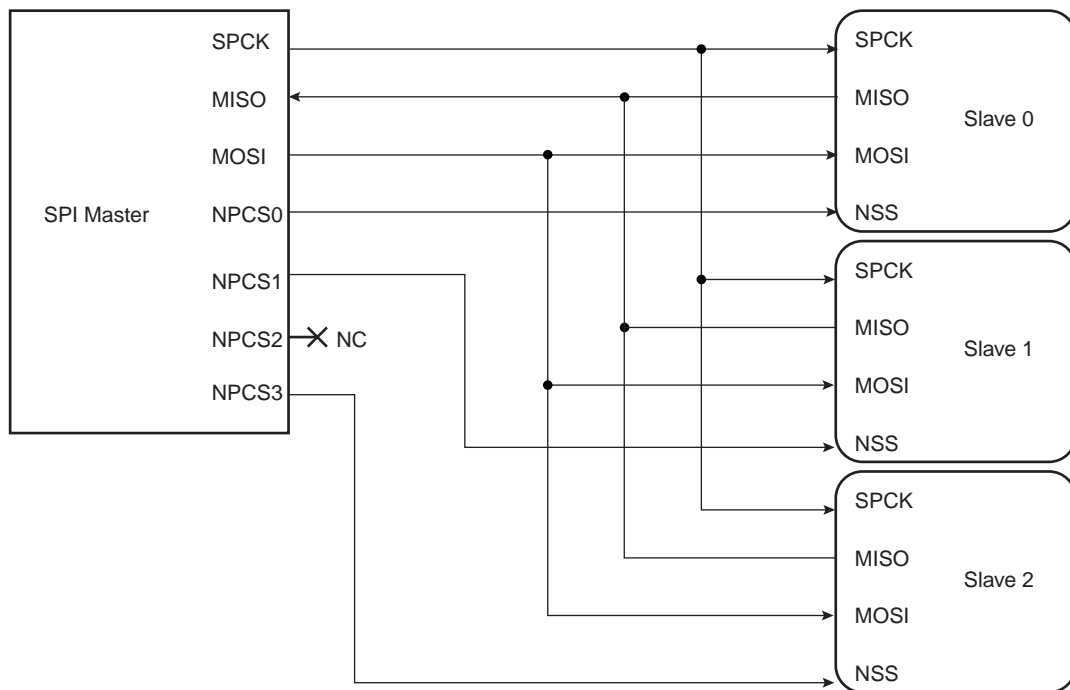 SPI Master
SPCK
MISO
MOSI
NPCS0
NPCS1
NPCS2
NC
NPCS3
SPCK
MISO
Slave 0
MOSI
NSS
SPCK
MISO
Slave 1
MOSI
NSS
SPCK
MISO
Slave 2
MOSI
NSS